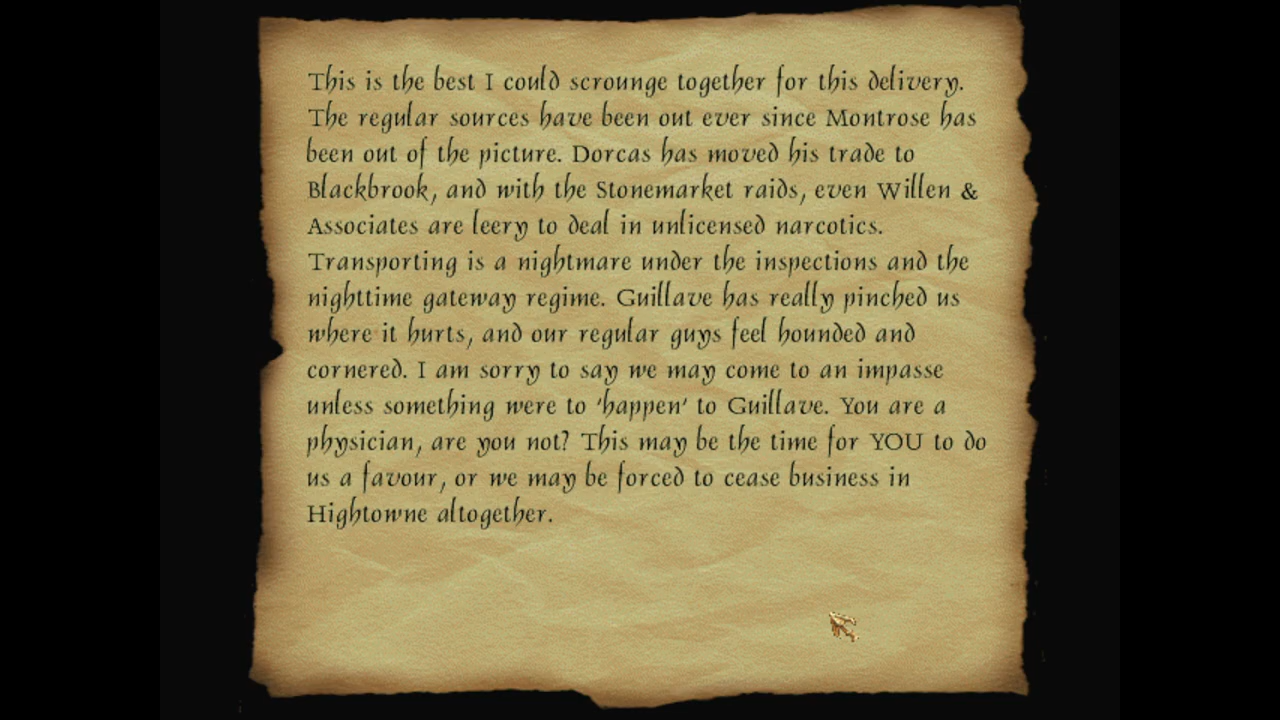 This is the best I could scrounge together for this delivery.
The regular sources have been out ever since Montrose has
been out of the picture. Dorcas has moved his trade to
Blackbrook, and with the Stonemarket raids, even Willen &
Associates are leery to deal in unlicensed narcotics.
Transporting is a nightmare under the inspections and the
nighttime gateway regime. Guillave has really pinched us
where it hurts, and our regular guys feel hounded and
cornered. I am sorry to say we may come to an impasse
unless something were to 'happen' to Guillave. You are a
physician, are you not? This may be the time for YOU to do
us a favour, or we may be forced to cease business in
Hightowne altogether.